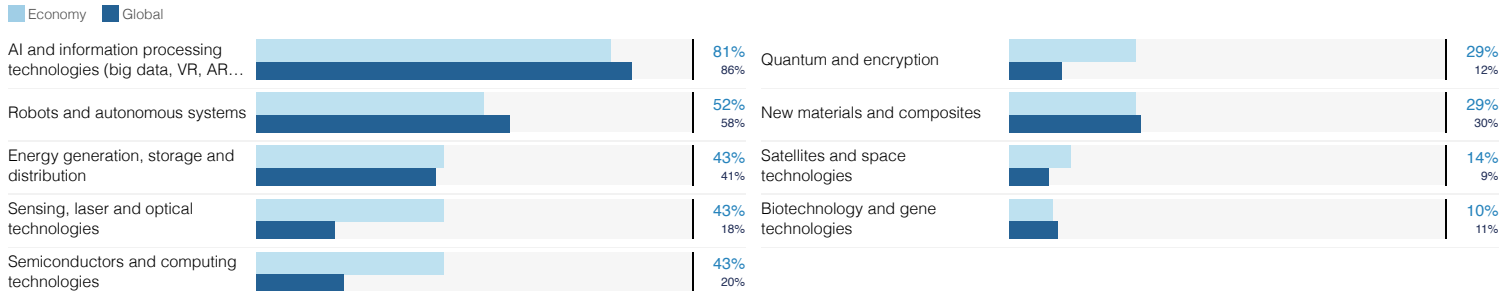 Economy Global
AI and information processing
technologies (big data, VR, AR...
81%
86%
Robots and autonomous systems
52%
58%
Energy generation, storage and
distribution
43%
41%
Sensing, laser and optical
technologies
43%
18%
Semiconductors and computing
technologies
43%
20%
Quantum and encryption
29%
12%
New materials and composites
29%
30%
Satellites and space
technologies
14%
9%
Biotechnology and gene
technologies
10%
11%